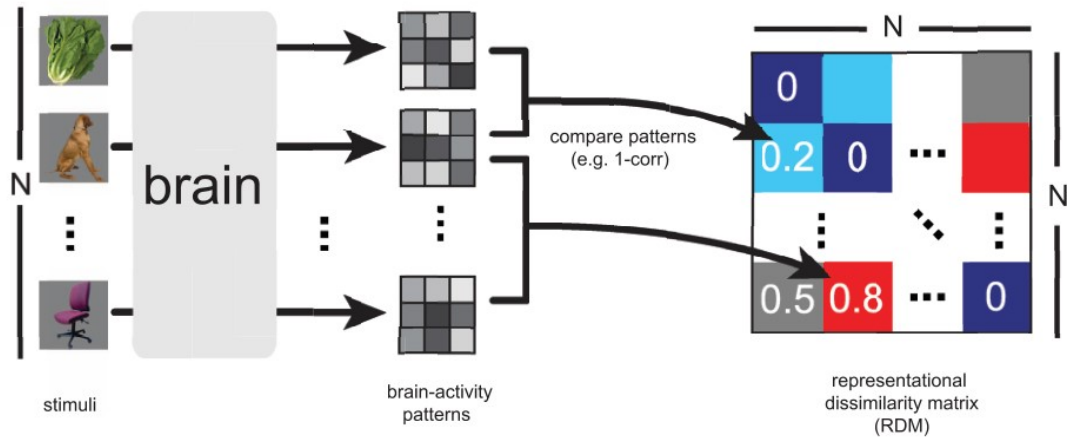 N
N
brain
compare patterns
(e.g. 1-corr)
0
0.2 0
0.5 0.8 0
N
stimuli
brain-activity
patterns
representational
dissimilarity matrix
(RDM)